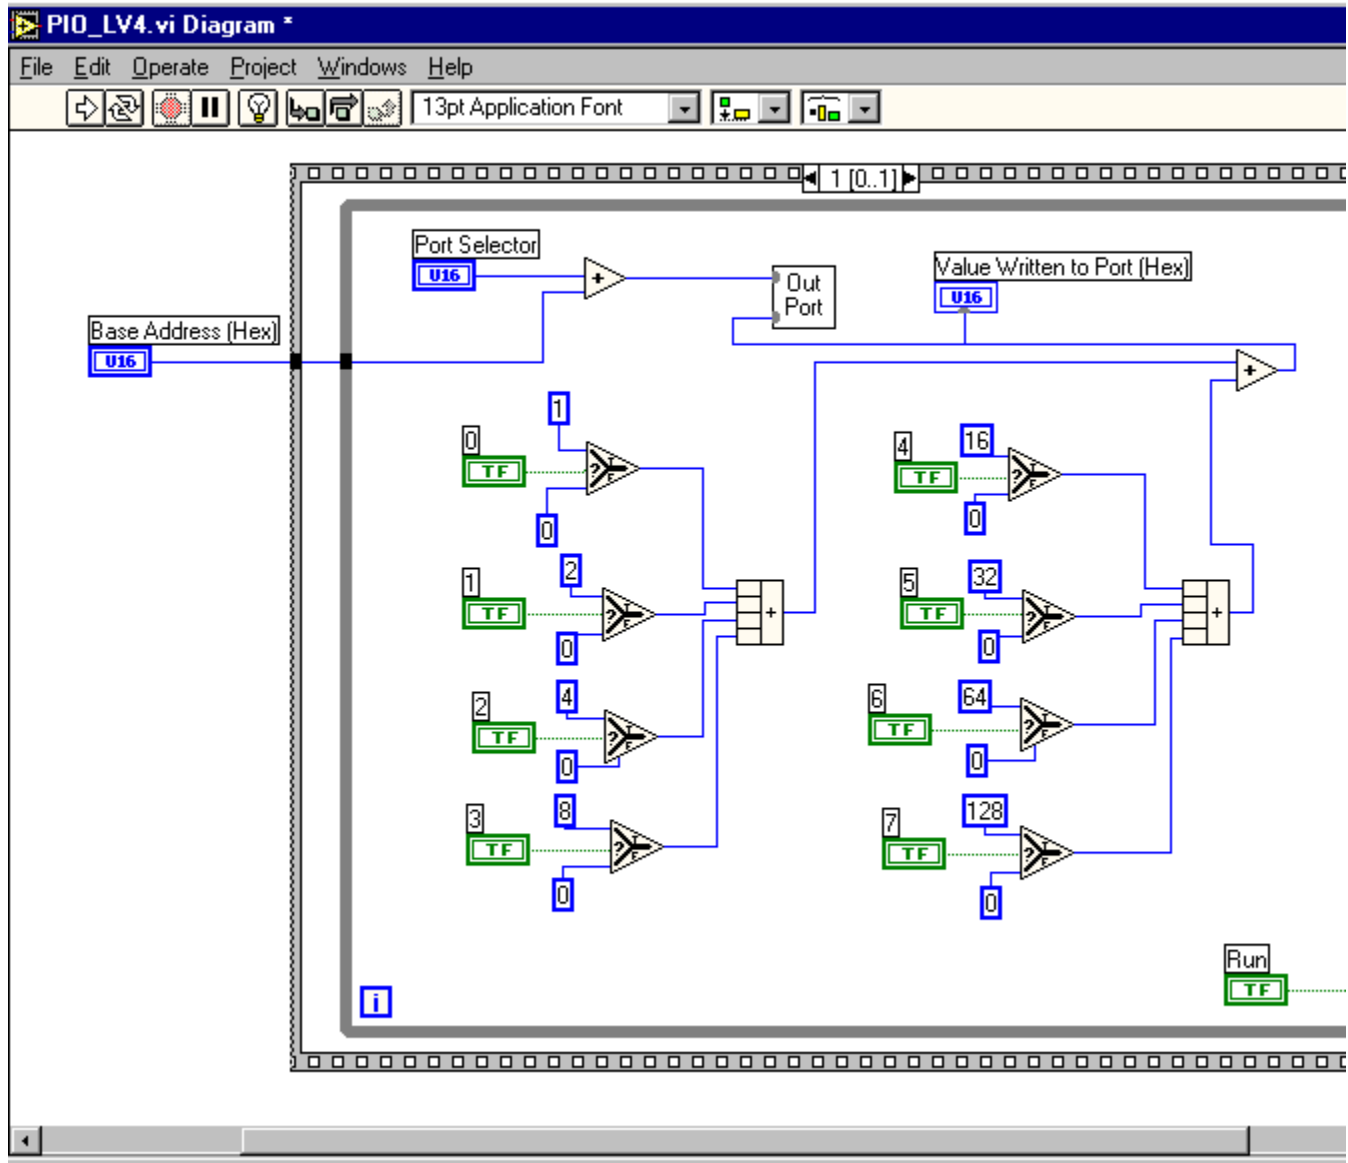 PIO_LV4.vi Diagram *
File Edit Operate Project Windows Help
13pt Application Font
1 [0..1]
Port Selector
U16
Out
Port
Value Written to Port (Hex)
U16
Base Address (Hex)
U16
+
+
1
0
TF
? T F
0
2
1
TF
? T F
0
4
2
TF
? T F
0
8
3
TF
? T F
0
+
16
4
TF
? T F
0
32
5
TF
? T F
0
64
6
TF
? T F
0
128
7
TF
? T F
0
+
Run
TF
i